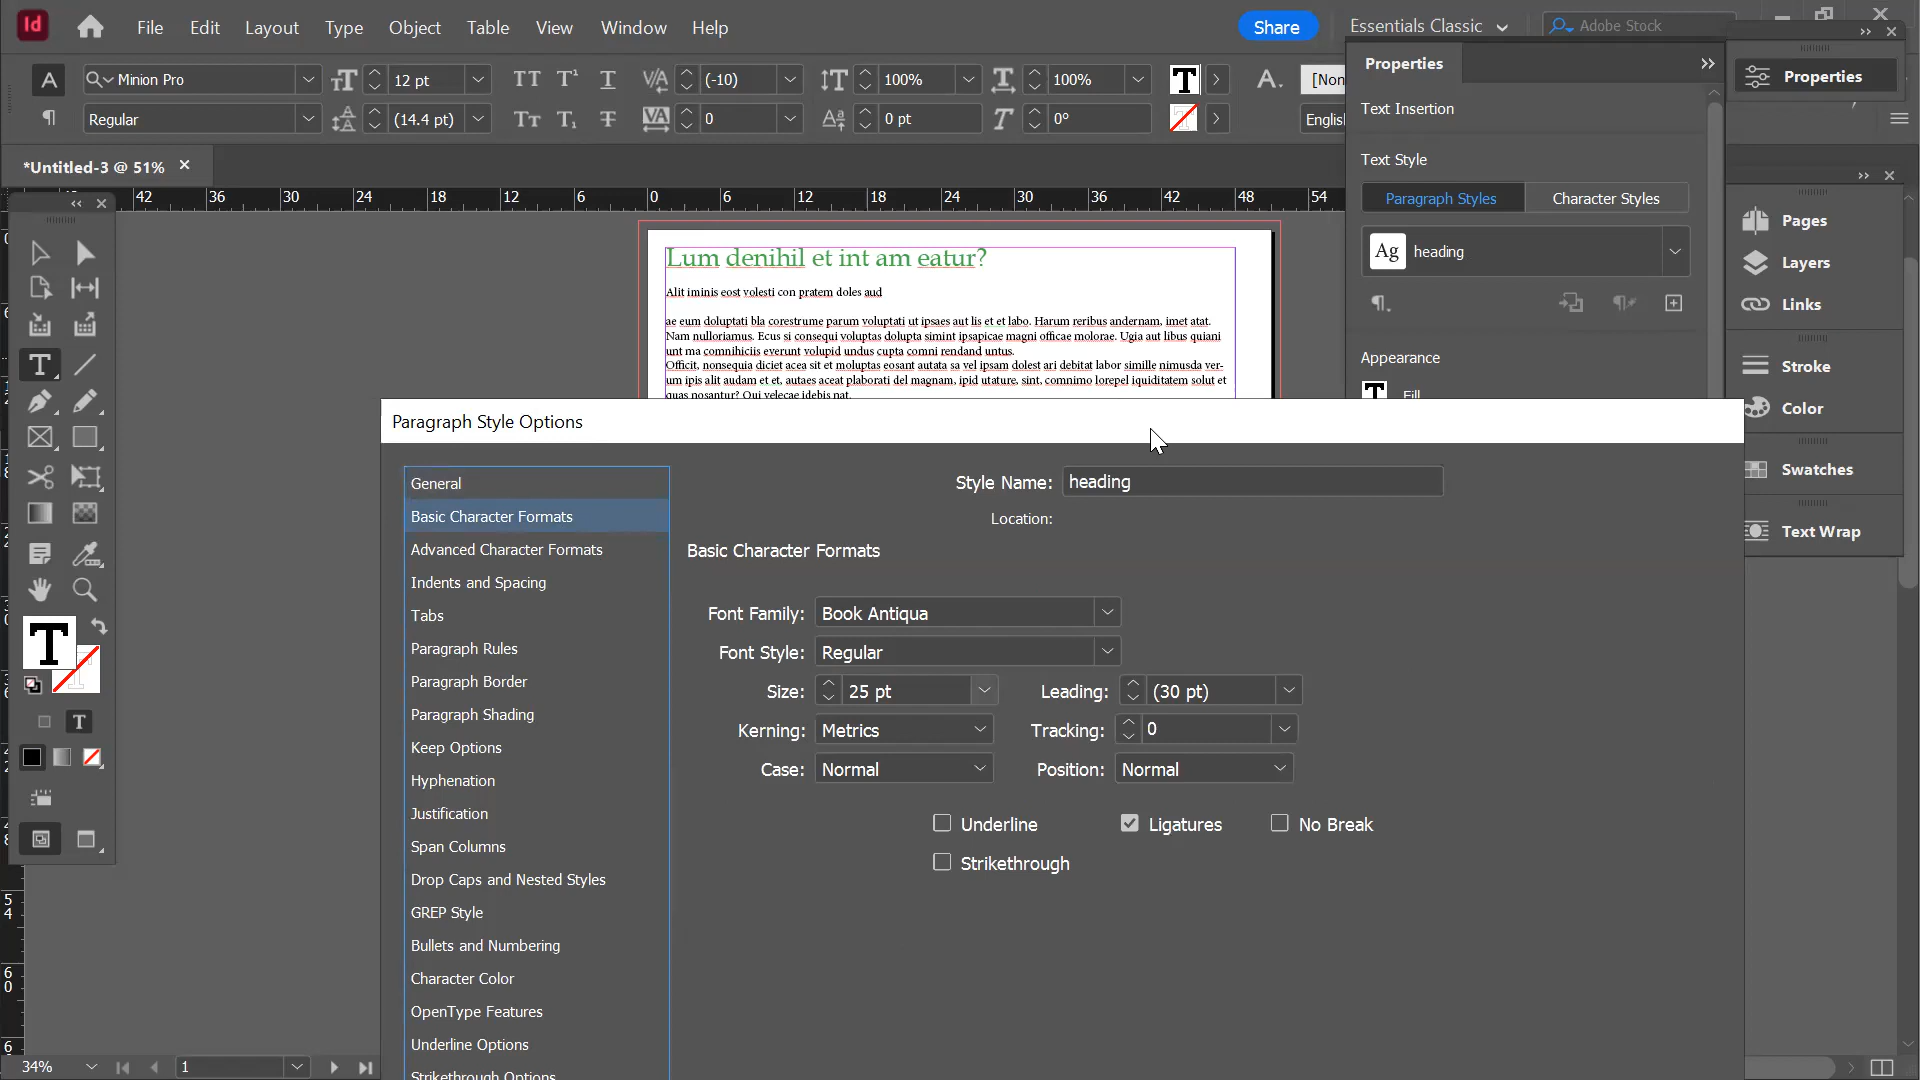 Id File Edit Layout Type Object Table View Window Help Share Essentials Classic Adobe Stock
Minion Pro 12 pt (-10) 100% 100% [Non
Regular (14.4 pt) 0 0 pt 0° English
*Untitled-3 @ 51%
42 36 30 24 18 12 6 0 6 12 18 24 30 36 42 48 54
Lum denihil et int am eatur?
Alit iminis eost volesti con pratem doles aud
ae eum doluptati bla corestrume parum voluptati ut ipsaes aut lis et et labo. Harum reribus andernam, imet atat.
Nam nulloriamus. Ecus si consequi voluptas dolupta simint ipsapicae magni officae molorae. Ugia aut libus quiani
unt ma comnihiciis everunt volupid undus cupta comni rendand untus.
Officit, nonsequia diciet acea sit et moluptas eosant autata sa vel ipsam dolest ari debitat labor simille nimusda ver-
um ipis alit audam et et, autaes aceat plaborati del magnam, ipid utature, sint, comnimo lorepel iquiditatem solut et
quas nosantur? Qui velecae idebis nat.
Properties
Text Insertion
Text Style
Paragraph Styles Character Styles
Ag heading
Appearance
Fill
Properties
Pages
Layers
Links
Stroke
Color
Swatches
Text Wrap
Paragraph Style Options
General
Basic Character Formats
Advanced Character Formats
Indents and Spacing
Tabs
Paragraph Rules
Paragraph Border
Paragraph Shading
Keep Options
Hyphenation
Justification
Span Columns
Drop Caps and Nested Styles
GREP Style
Bullets and Numbering
Character Color
OpenType Features
Underline Options
Strikethrough Options
Style Name: heading
Location:
Basic Character Formats
Font Family: Book Antiqua
Font Style: Regular
Size: 25 pt Leading: (30 pt)
Kerning: Metrics Tracking: 0
Case: Normal Position: Normal
Underline Ligatures No Break
Strikethrough
34% 1